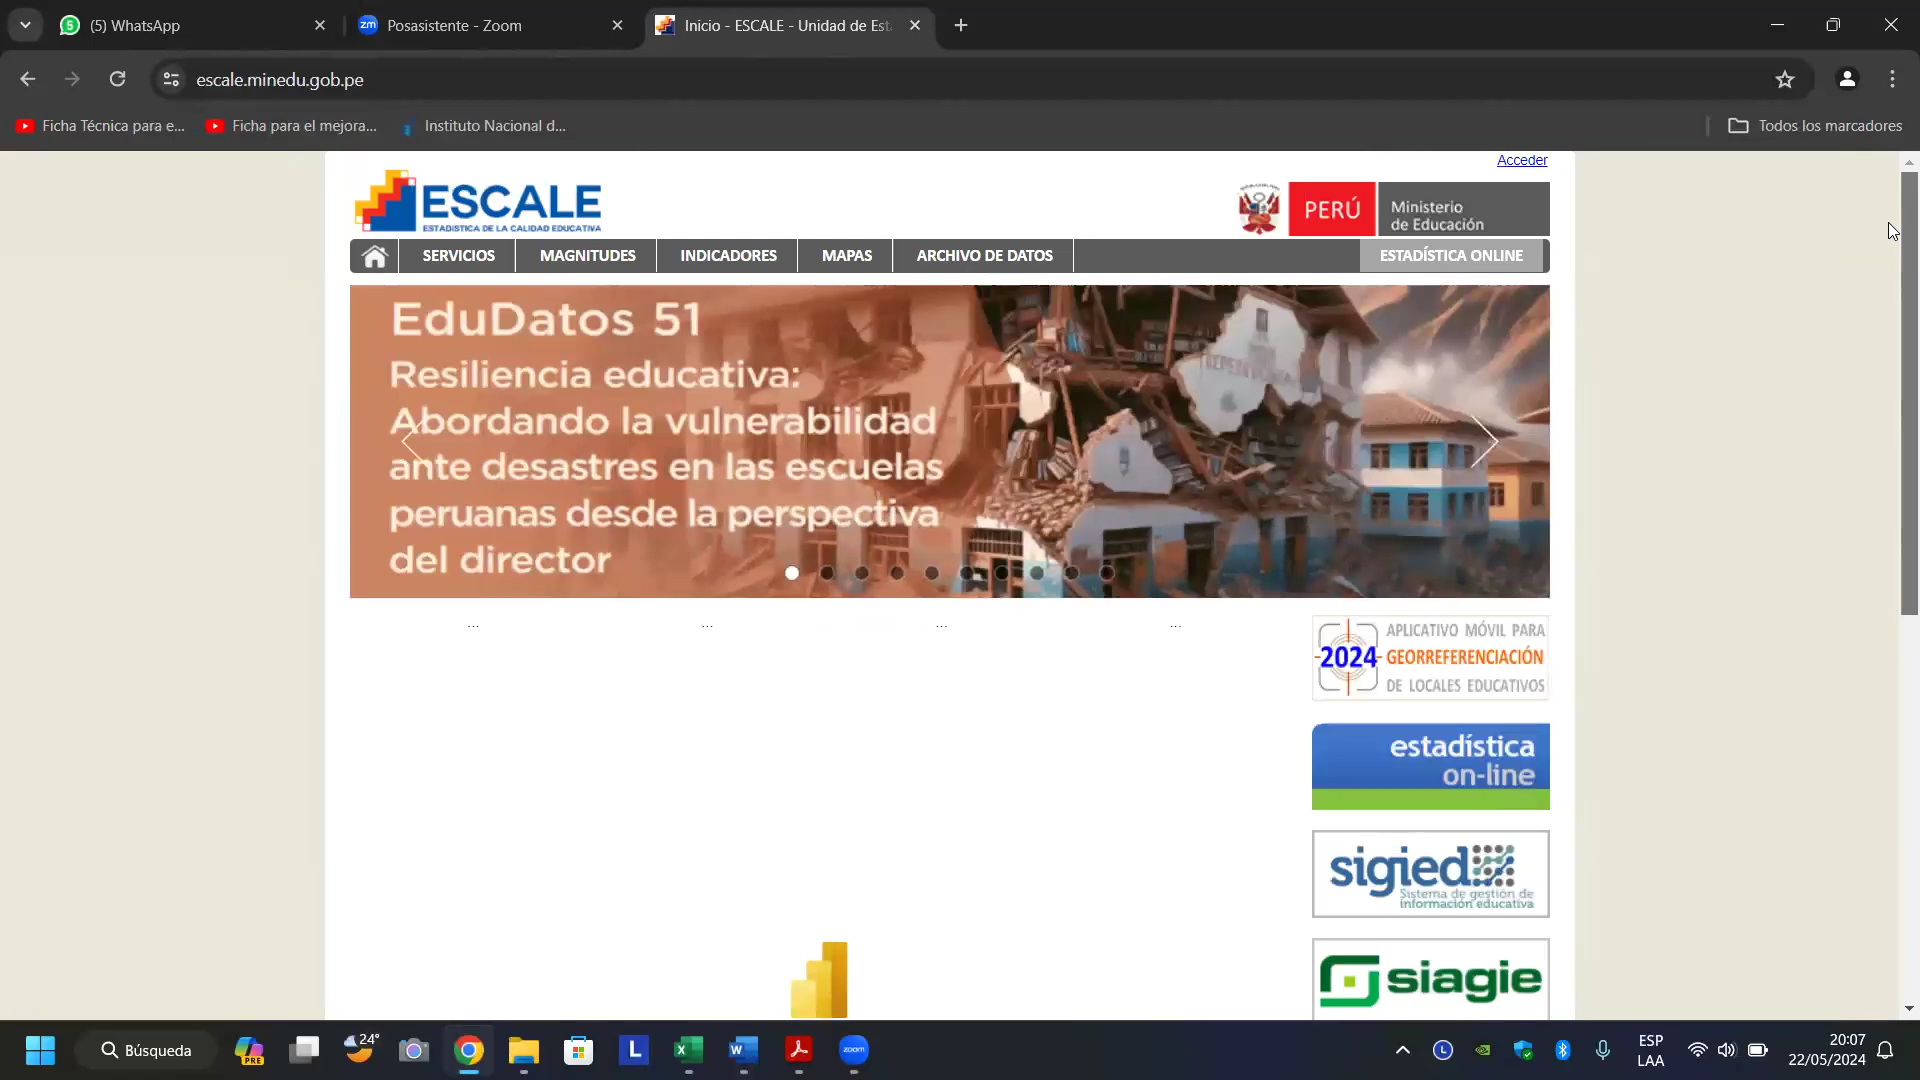 (5) WhatsApp
Posasistente - Zoom
Inicio - ESCALE - Unidad de Est
escale.minedu.gob.pe
Ficha Técnica para e...
Ficha para el mejora...
Instituto Nacional d...
Todos los marcadores
Acceder
ESCALE
ESTADISTICA DE LA CALIDAD EDUCATIVA
PERÚ
Ministerio
de Educación
SERVICIOS
MAGNITUDES
INDICADORES
MAPAS
ARCHIVO DE DATOS
ESTADÍSTICA ONLINE
EduDatos 51
Resiliencia educativa:
Abordando la vulnerabilidad
ante desastres en las escuelas
peruanas desde la perspectiva
del director
...
...
...
...
2024
APLICATIVO MÓVIL PARA
GEORREFERENCIACIÓN
DE LOCALES EDUCATIVOS
estadística
on-line
sigied
Sistema de gestión de
información educativa
siagie
Búsqueda
PRE
24°
L
zoom
L
ESP
LAA
20:07
22/05/2024